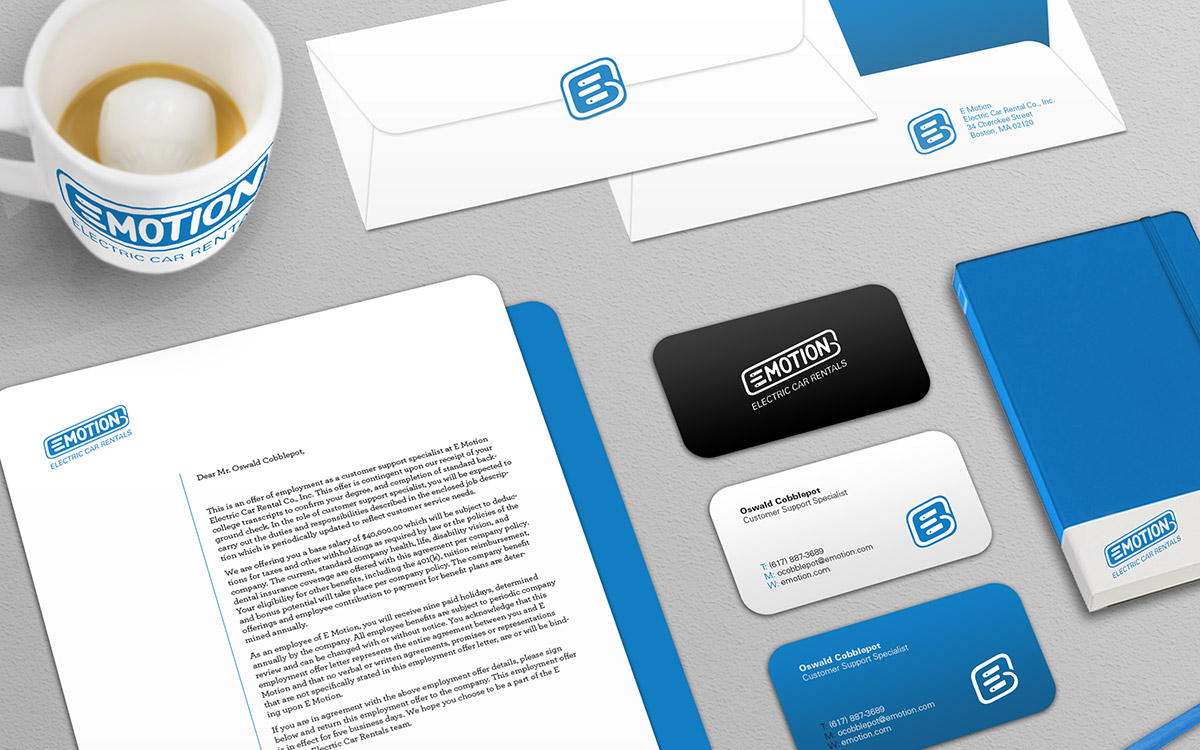 EMOTION
ELECTRIC CAR RENTA
E Motion
Electric Car Rental Co., Inc.
34 Cherokee Street
Boston, MA 02120
EMOTION
ELECTRIC CAR RENTALS
Dear Mr. Oswald Cobblepot,
This is an offer of employment as a customer support specialist at E Motion
Electric Car Rental Co., Inc. This offer is contingent upon our receipt of your
college transcripts to confirm your degree, and completion of standard back-
ground check. In the role of customer support specialist, you will be expected to
carry out the duties and responsibilities described in the enclosed job descrip-
tion which is periodically updated to reflect customer service needs.
We are offering you a base salary of $40,000.00 which will be subject to deduc-
tions for taxes and other withholdings as required by law or the policies of the
company. The current, standard company health, life, disability vision, and
dental insurance coverage are offered with this agreement per company policy.
Your eligibility for other benefits, including the 401(k), tuition reimbursement,
and bonus potential will take place per company policy. The company benefit
offerings and employee contribution to payment for benefit plans are deter-
mined annually.
As an employee of E Motion, you will receive nine paid holidays, determined
annually by the company. All employee benefits are subject to periodic company
review and can be changed with or without notice. You acknowledge that this
employment offer letter represents the entire agreement between you and E
Motion and that no verbal or written agreements, promises or representations
that are not specifically stated in this employment offer letter, are or will be bind-
ing upon E Motion.
If you are in agreement with the above employment offer details, please sign
below and return this employment offer to the company. This employment offer
is in effect for five business days. We hope you choose to be a part of the E
Elecrtic Car Rentals team.
EMOTION
ELECTRIC CAR RENTALS
Oswald Cobblepot
Customer Support Specialist
T: (617) 887-3689
M: ocobblepot@emotion.com
W: emotion.com
Oswald Cobblepot
Customer Support Specialist
T: (617) 887-3689
M: ocobblepot@emotion.com
W: emotion.com
EMOTION
ELECTRIC CAR RENTALS